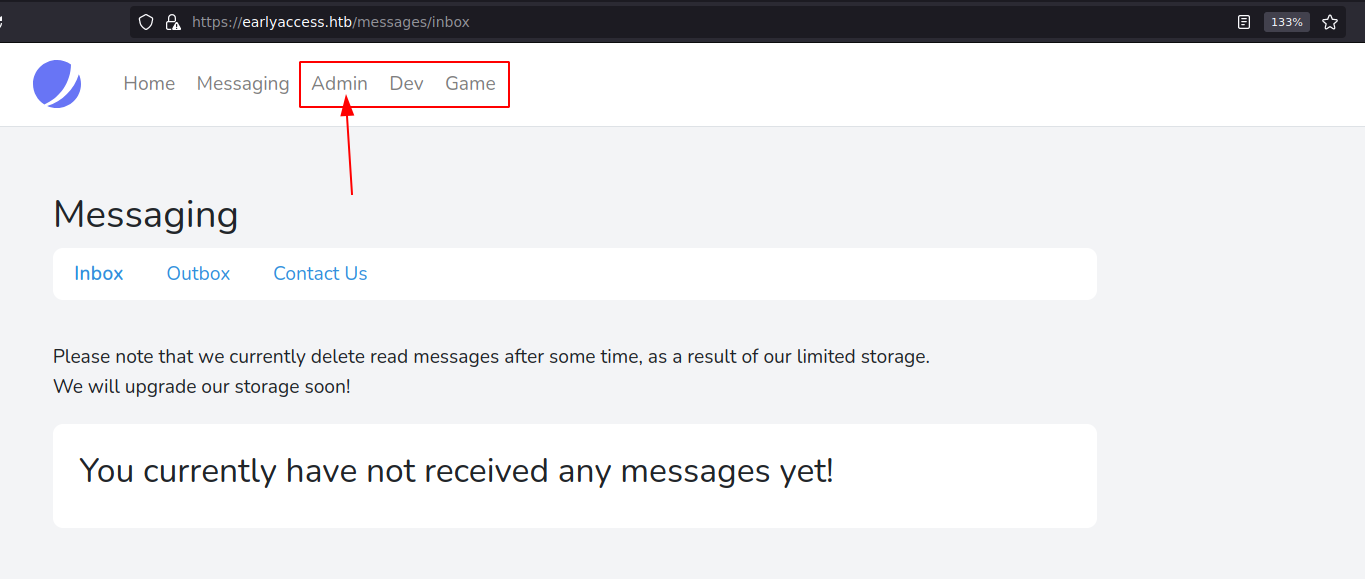 https://earlyaccess.htb/messages/inbox 133%
Home Messaging Admin Dev Game
Messaging
Inbox Outbox Contact Us
Please note that we currently delete read messages after some time, as a result of our limited storage.
We will upgrade our storage soon!
You currently have not received any messages yet!